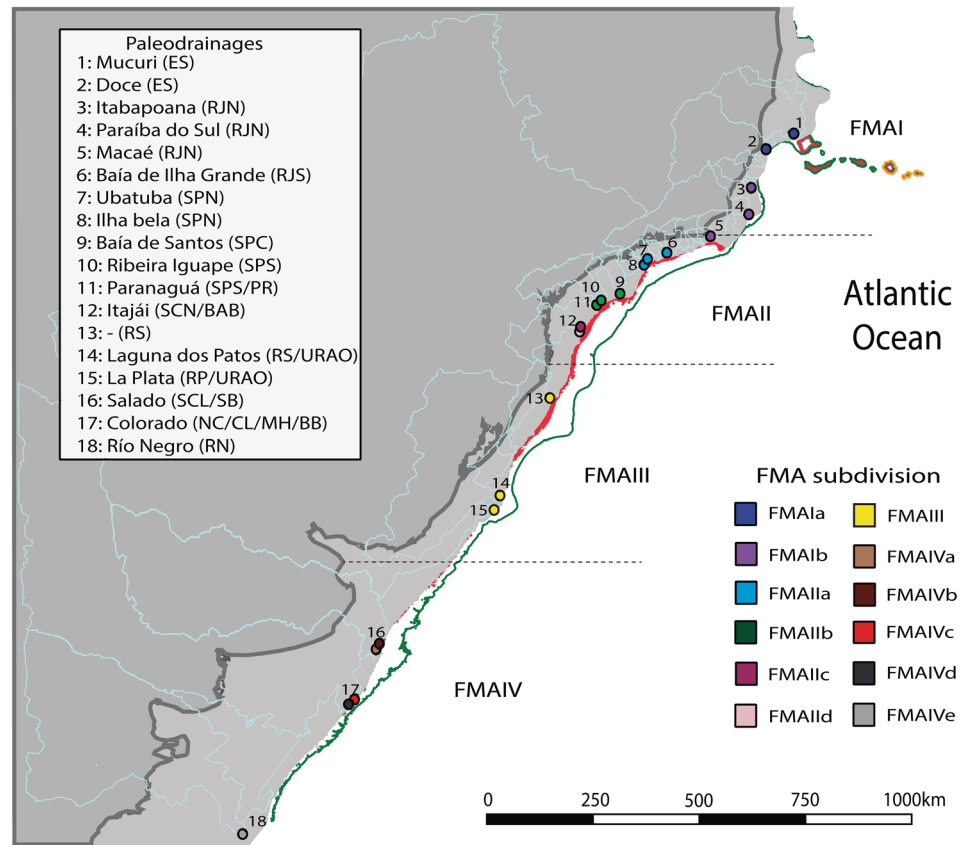 Paleodrainages
1: Mucuri (ES)
2: Doce (ES)
3: Itabapoana (RJN)
4: Paraíba do Sul (RJN)
5: Macaé (RJN)
6: Baía de Ilha Grande (RJS)
7: Ubatuba (SPN)
8: Ilha bela (SPN)
9: Baía de Santos (SPC)
10: Ribeira Iguape (SPS)
11: Paranaguá (SPS/PR)
12: Itajái (SCN/BAB)
13: - (RS)
14: Laguna dos Patos (RS/URAO)
15: La Plata (RP/URAO)
16: Salado (SCL/SB)
17: Colorado (NC/CL/MH/BB)
18: Río Negro (RN)
1
FMAI
2
3
4
5
6
7
8
9
10
11
12
FMAII
Atlantic
Ocean
13
FMAIII
14
15
16
17
FMAIV
18
FMA subdivision
FMAIa
FMAIII
FMAIb
FMAIVa
FMAIIa
FMAIVb
FMAIIb
FMAIVc
FMAIIc
FMAIVd
FMAIId
FMAIVe
0 250 500 750 1000km